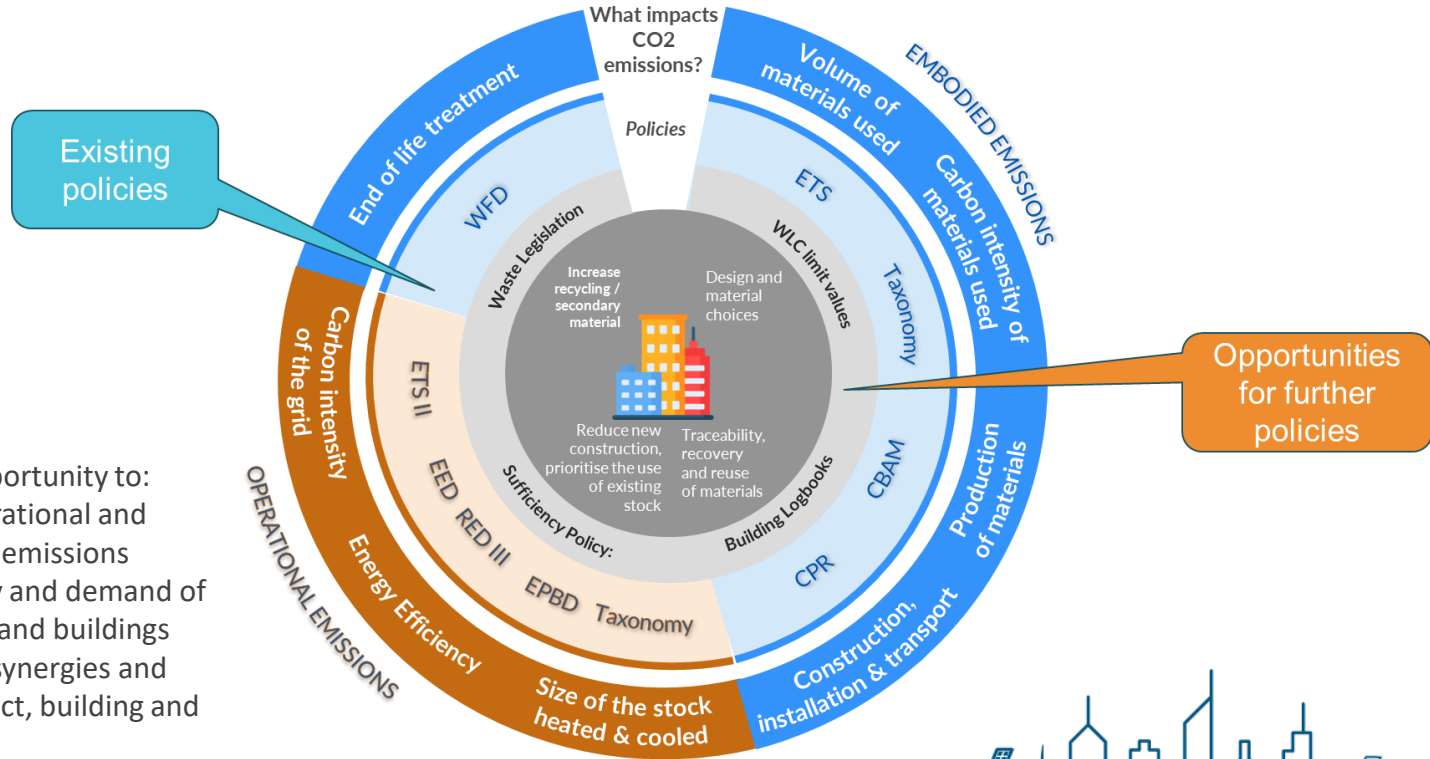 What impacts
CO2
emissions?
Policies
Existing
policies
Opportunities
for further
policies
EMBODIED EMISSIONS
Volume of
materials used
Carbon intensity of
materials used
Production
of materials
Construction,
installation & transport
OPERATIONAL EMISSIONS
Size of the stock
heated & cooled
Energy Efficiency
Carbon intensity
of the grid
End of life treatment
ETS
Taxonomy
CBAM
CPR
Taxonomy
EPBD
RED III
EED
ETS II
WFD
WLC limit values
Building Logbooks
Sufficiency Policy:
Waste Legislation
Increase
recycling /
secondary
material
Design and
material
choices
Reduce new
construction,
prioritise the use
of existing
stock
Traceability,
recovery
and reuse
of materials
portunity to:
rational and
emissions
y and demand of
and buildings
synergies and
ct, building and